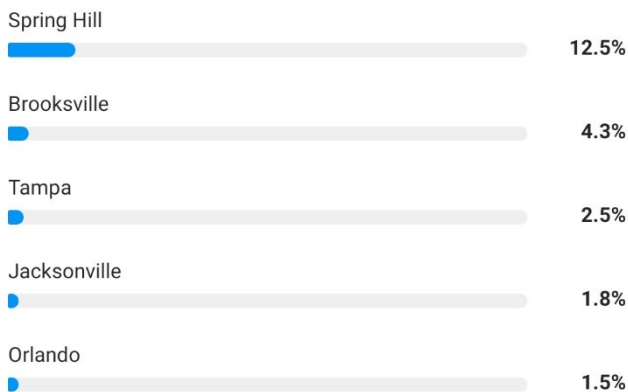 Spring Hill
12.5%
Brooksville
4.3%
Tampa
2.5%
Jacksonville
1.8%
Orlando
1.5%